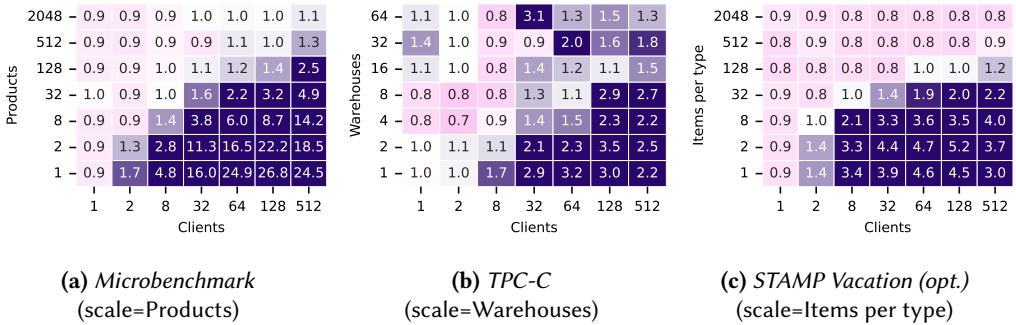 2048 0.9 0.9 0.9 1.0 1.0 1.0 1.1
512 0.9 0.9 0.9 0.9 1.1 1.0 1.3
128 0.9 0.9 1.0 1.1 1.2 1.4 2.5
32 1.0 0.9 1.0 1.6 2.2 3.2 4.9
8 0.9 0.9 1.4 3.8 6.0 8.7 14.2
2 0.9 1.3 2.8 11.3 16.5 22.2 18.5
1 0.9 1.7 4.8 16.0 24.9 26.8 24.5
Products
1 2 8 32 64 128 512
Clients
(a) Microbenchmark
(scale=Products)
64 1.1 1.0 0.8 3.1 1.3 1.5 1.3
32 1.4 1.0 0.9 0.9 2.0 1.6 1.8
16 1.1 1.0 0.8 1.4 1.2 1.1 1.5
8 0.8 0.8 0.8 1.3 1.1 2.9 2.7
4 0.8 0.7 0.9 1.4 1.5 2.3 2.2
2 1.0 1.1 1.1 2.1 2.3 3.5 2.5
1 1.0 1.0 1.7 2.9 3.2 3.0 2.2
Warehouses
1 2 8 32 64 128 512
Clients
(b) TPC-C
(scale=Warehouses)
2048 0.9 0.8 0.8 0.8 0.8 0.8 0.8
512 0.8 0.8 0.8 0.8 0.8 0.8 0.9
128 0.8 0.8 0.8 0.8 1.0 1.0 1.2
32 0.9 0.8 1.0 1.4 1.9 2.0 2.2
8 0.9 1.0 2.1 3.3 3.6 3.5 4.0
2 0.9 1.4 3.3 4.4 4.7 5.2 3.7
1 0.9 1.4 3.4 3.9 4.6 4.5 3.0
Items per type
1 2 8 32 64 128 512
Clients
(c) STAMP Vacation (opt.)
(scale=Items per type)